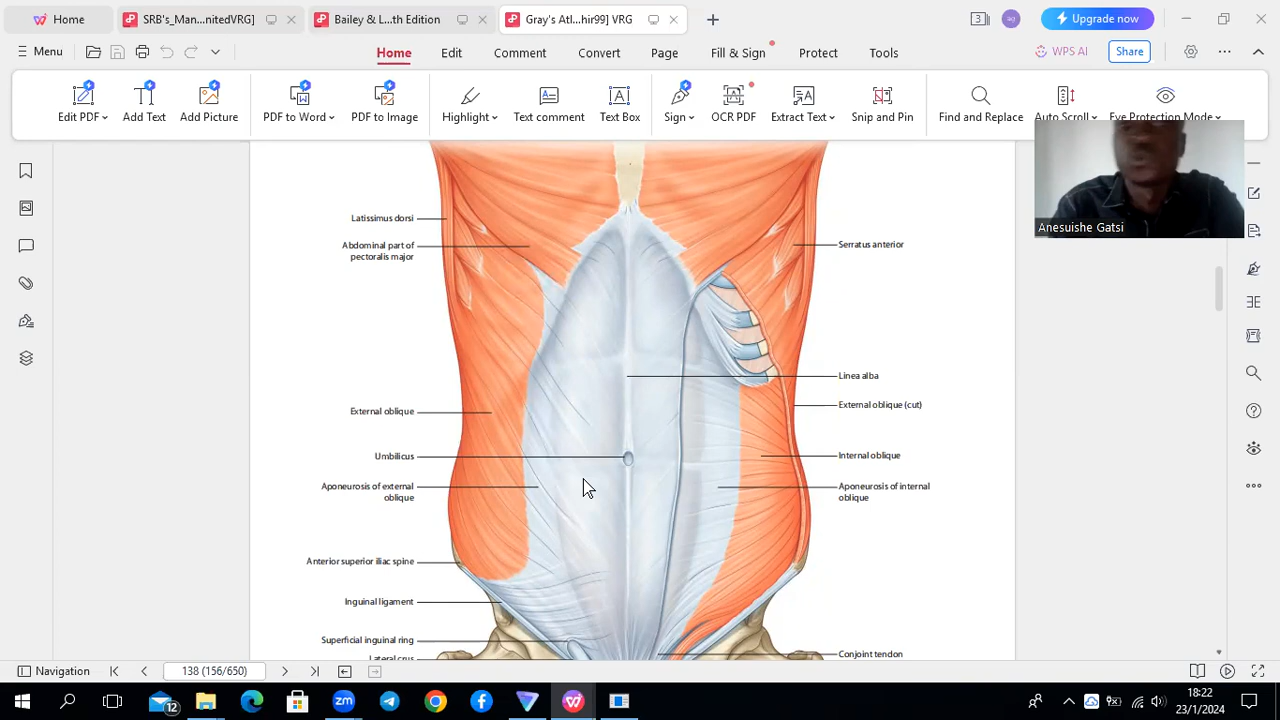 Home
SRB's_Man...nitedVRG]
Bailey & L...th Edition
Gray's Atl...hir99] VRG
3
Upgrade now
Menu
Home
Edit
Comment
Convert
Page
Fill & Sign
Protect
Tools
WPS AI
Share
Edit PDF
Add Text
Add Picture
PDF to Word
PDF to Image
Highlight
Text comment
Text Box
Sign
OCR PDF
Extract Text
Snip and Pin
Find and Replace
Auto Scroll
Eye Protection Mode
Anesuishe Gatsi
Latissimus dorsi
Abdominal part of
pectoralis major
Serratus anterior
Linea alba
External oblique
External oblique (cut)
Umbilicus
Internal oblique
Aponeurosis of external
oblique
Aponeurosis of internal
oblique
Anterior superior iliac spine
Inguinal ligament
Superficial inguinal ring
Lateral crus
Conjoint tendon
Navigation
138 (156/650)
12
zm
18:22
23/1/2024